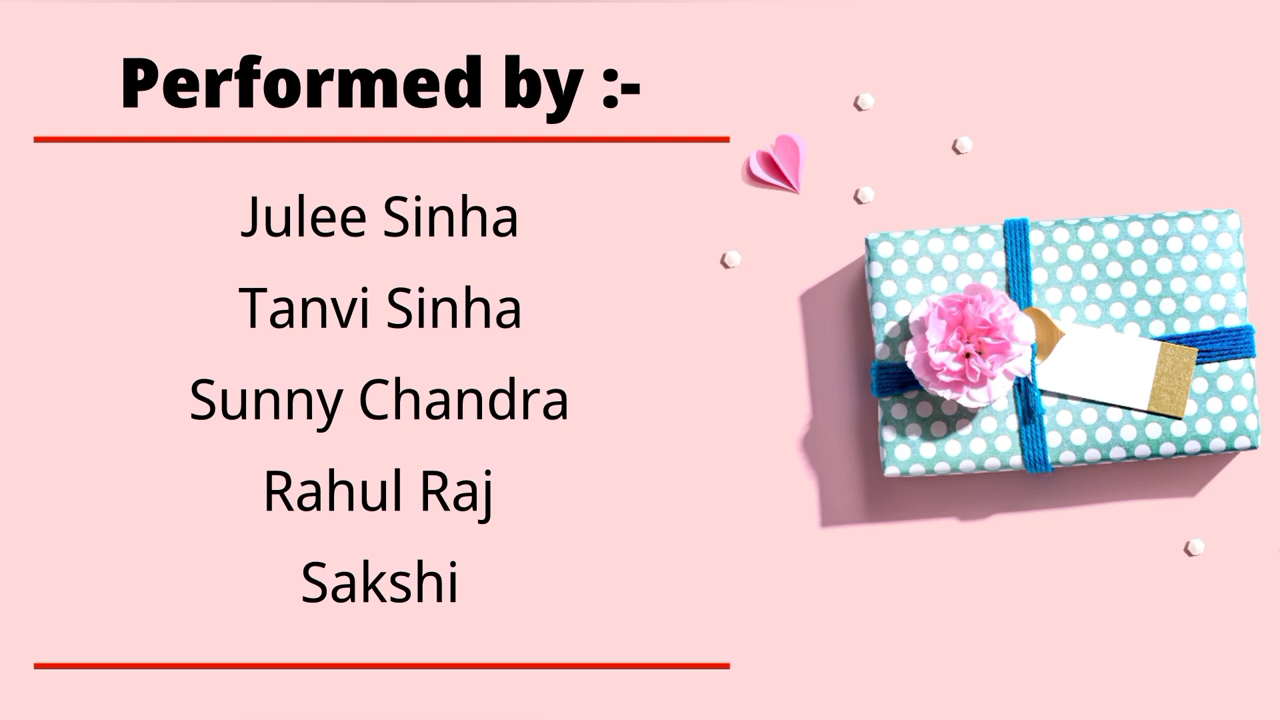 Performed by :-
Julee Sinha
Tanvi Sinha
Sunny Chandra
Rahul Raj
Sakshi